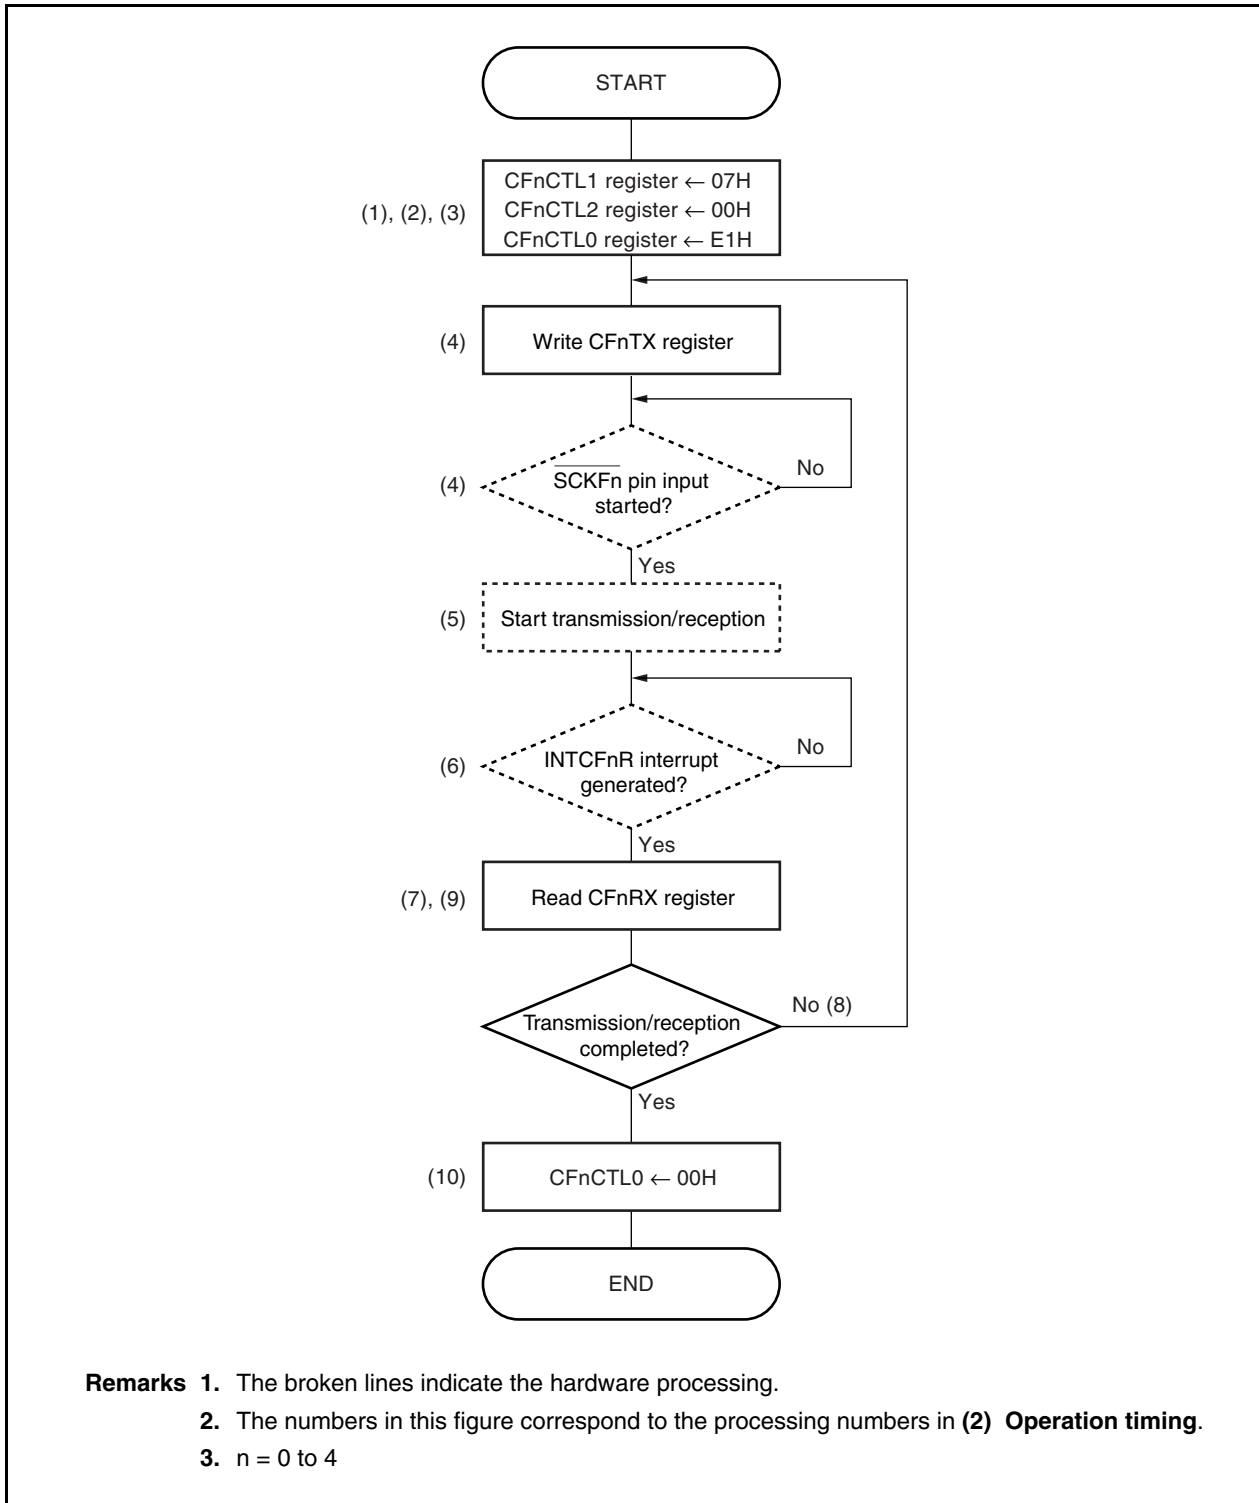 START
(1), (2), (3)
CFnCTL1 register ← 07H
CFnCTL2 register ← 00H
CFnCTL0 register ← E1H
(4)
Write CFnTX register
(4)
SCKFn pin input
started?
No
Yes
(5)
Start transmission/reception
(6)
INTCFnR interrupt
generated?
No
Yes
(7), (9)
Read CFnRX register
Transmission/reception
completed?
No (8)
Yes
(10)
CFnCTL0 ← 00H
END
Remarks 1. The broken lines indicate the hardware processing.
2. The numbers in this figure correspond to the processing numbers in (2) Operation timing.
3. n = 0 to 4